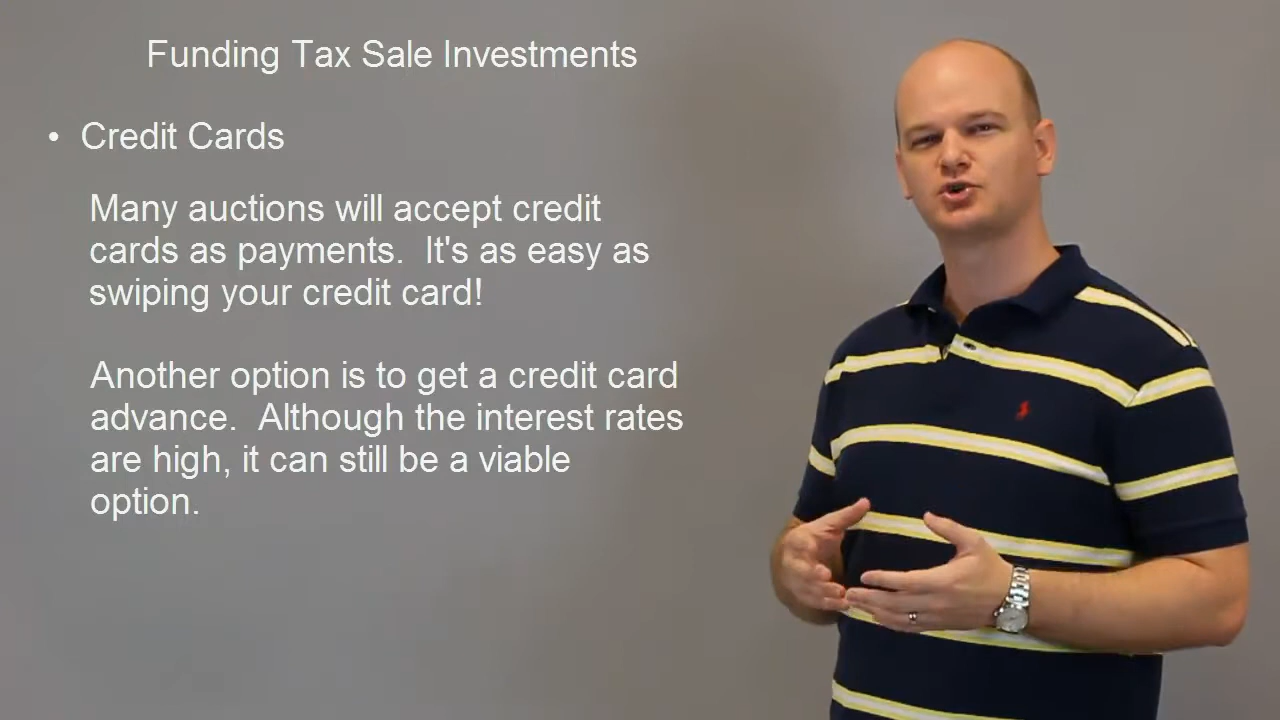 Funding Tax Sale Investments
• Credit Cards
Many auctions will accept credit
cards as payments.  It's as easy as
swiping your credit card!
Another option is to get a credit card
advance.  Although the interest rates
are high, it can still be a viable
option.